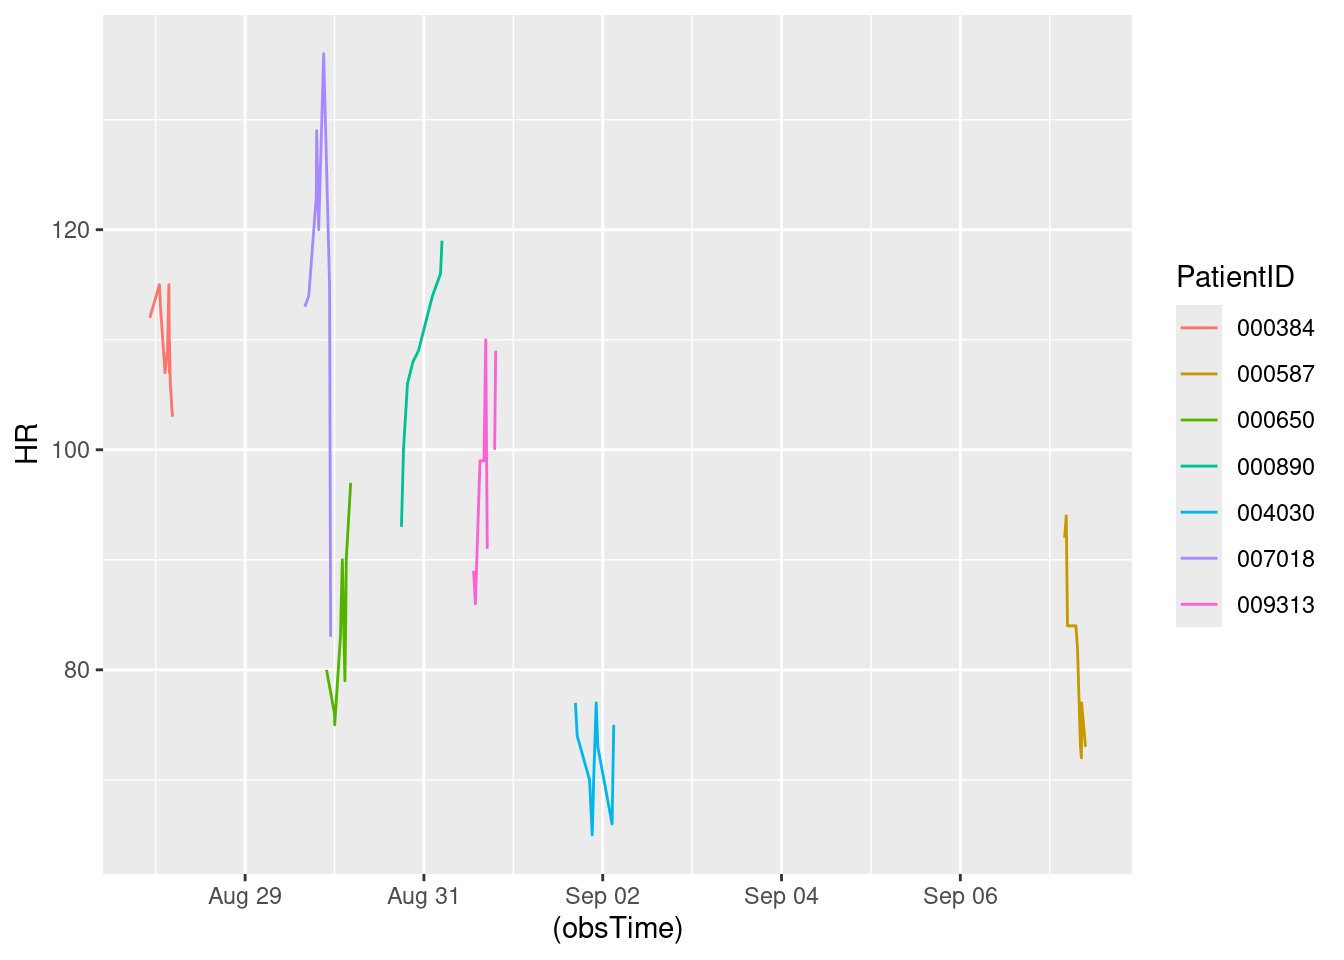 HR
120
100
80
Aug 29
Aug 31
Sep 02
Sep 04
Sep 06
(obsTime)
PatientID
000384
000587
000650
000890
004030
007018
009313